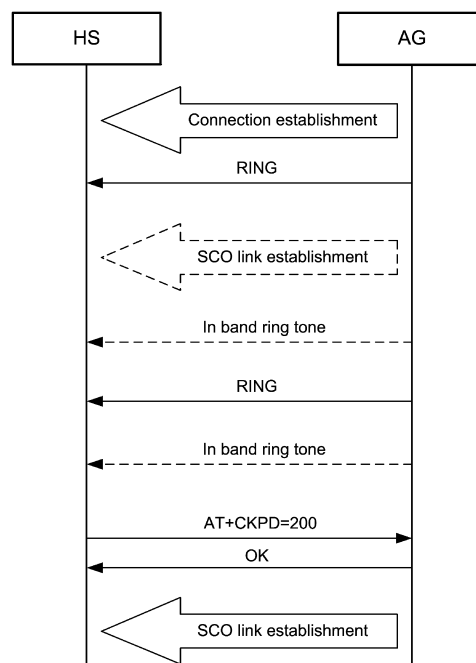 HS
AG
Connection establishment
RING
SCO link establishment
In band ring tone
RING
In band ring tone
AT+CKPD=200
OK
SCO link establishment